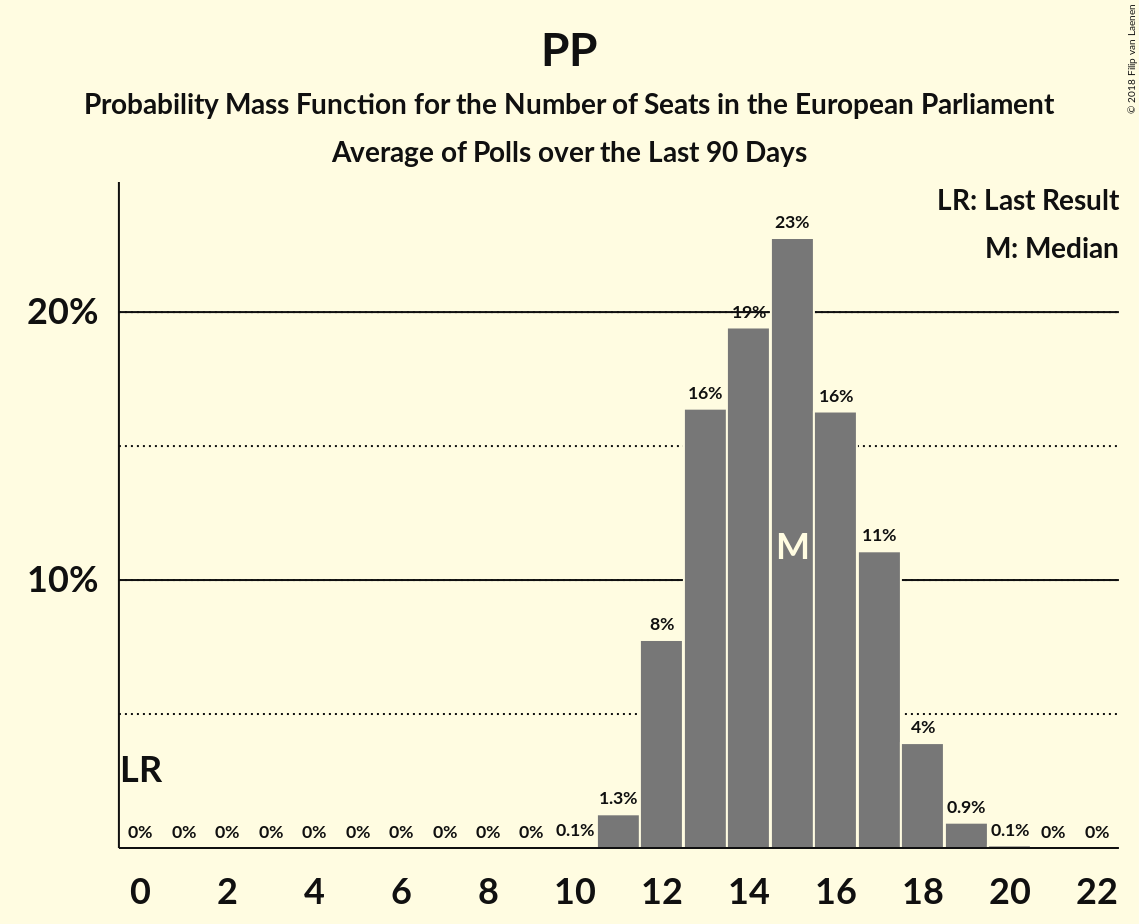 PP
Probability Mass Function for the Number of Seats in the European Parliament
Average of Polls over the Last 90 Days
© 2018 Filip van Laenen
LR: Last Result
M: Median
20%
10%
23%
19%
16%
16%
M
11%
8%
4%
LR
1.3%
0.9%
0% 0% 0% 0% 0% 0% 0% 0% 0% 0% 0.1% 0.1% 0% 0%
0 2 4 6 8 10 12 14 16 18 20 22